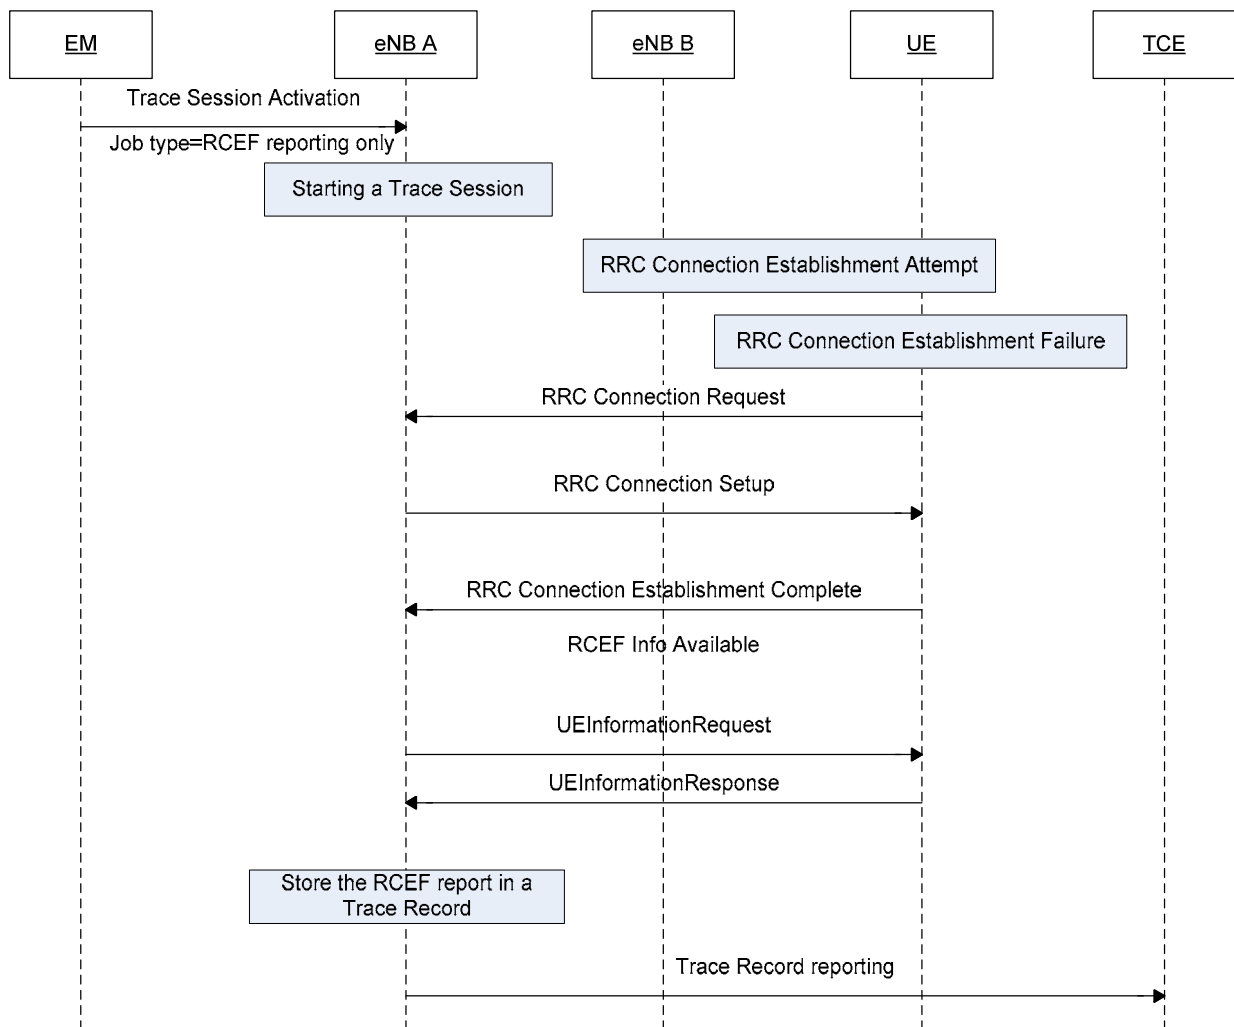 EM
eNB A
eNB B
UE
TCE
Trace Session Activation
Job type=RCEF reporting only
Starting a Trace Session
RRC Connection Establishment Attempt
RRC Connection Establishment Failure
RRC Connection Request
RRC Connection Setup
RRC Connection Establishment Complete
RCEF Info Available
UEInformationRequest
UEInformationResponse
Store the RCEF report in a
Trace Record
Trace Record reporting